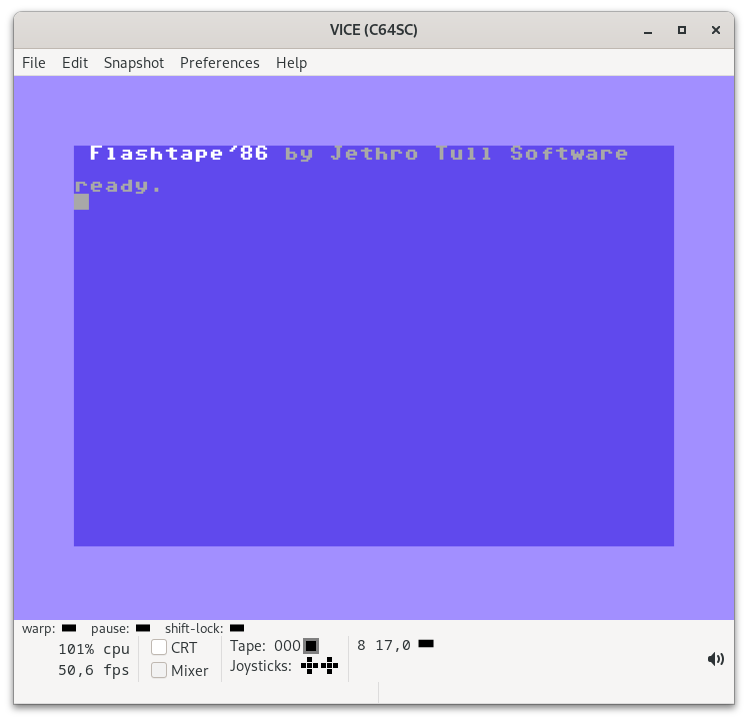 VICE (C64SC)
File Edit Snapshot Preferences Help
Flashtape'86 by Jethro Tull Software
ready.
warp: pause: shift-lock:
101% cpu CRT Tape: 000 8 17,0
50,6 fps Mixer Joysticks: